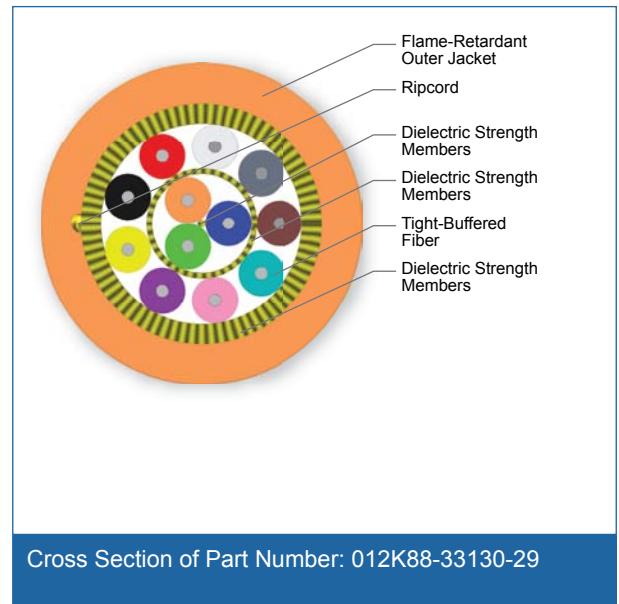 Flame-Retardant
Outer Jacket
Ripcord
Dielectric Strength
Members
Dielectric Strength
Members
Tight-Buffered
Fiber
Dielectric Strength
Members
Cross Section of Part Number: 012K88-33130-29